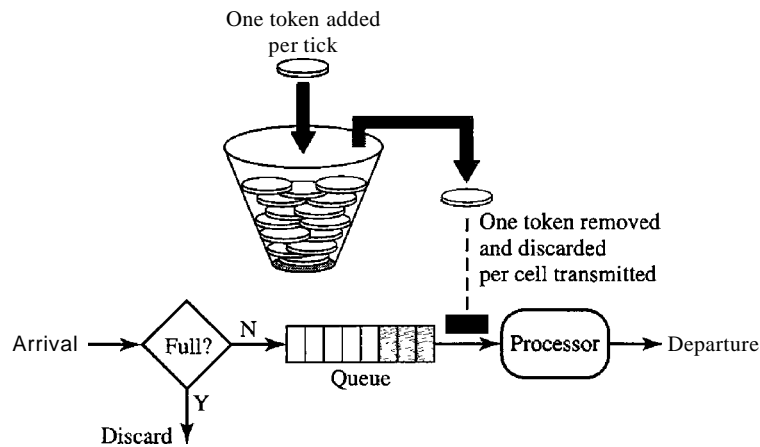 One token added
per tick
One token removed
and discarded
per cell transmitted
Arrival
Full?
N
Queue
Processor
Departure
Y
Discard